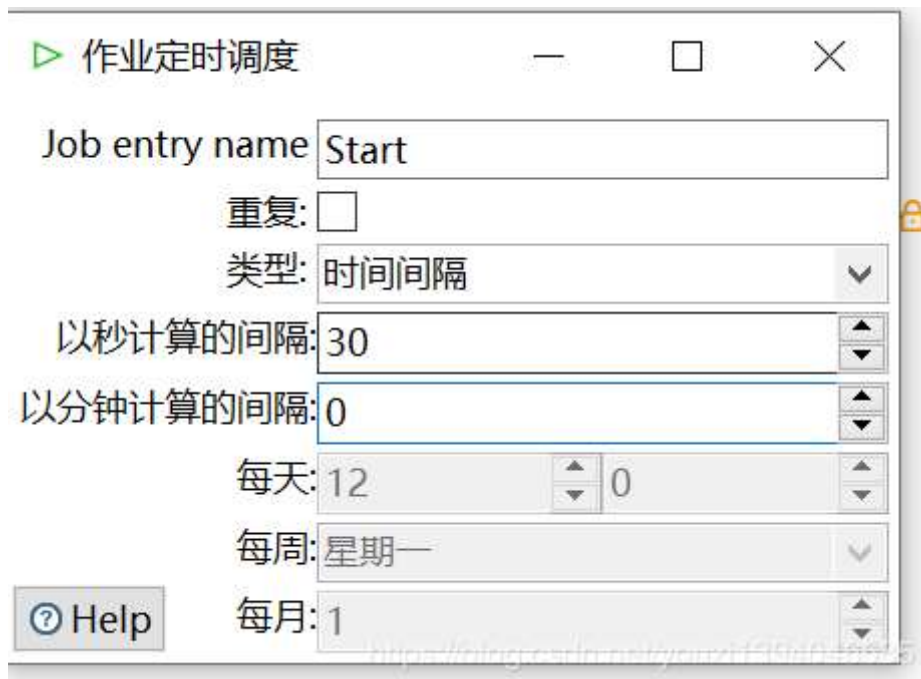 作业定时调度
Job entry name Start
重复:
类型: 时间间隔
以秒计算的间隔: 30
以分钟计算的间隔: 0
每天: 12 0
每周: 星期一
Help 每月: 1